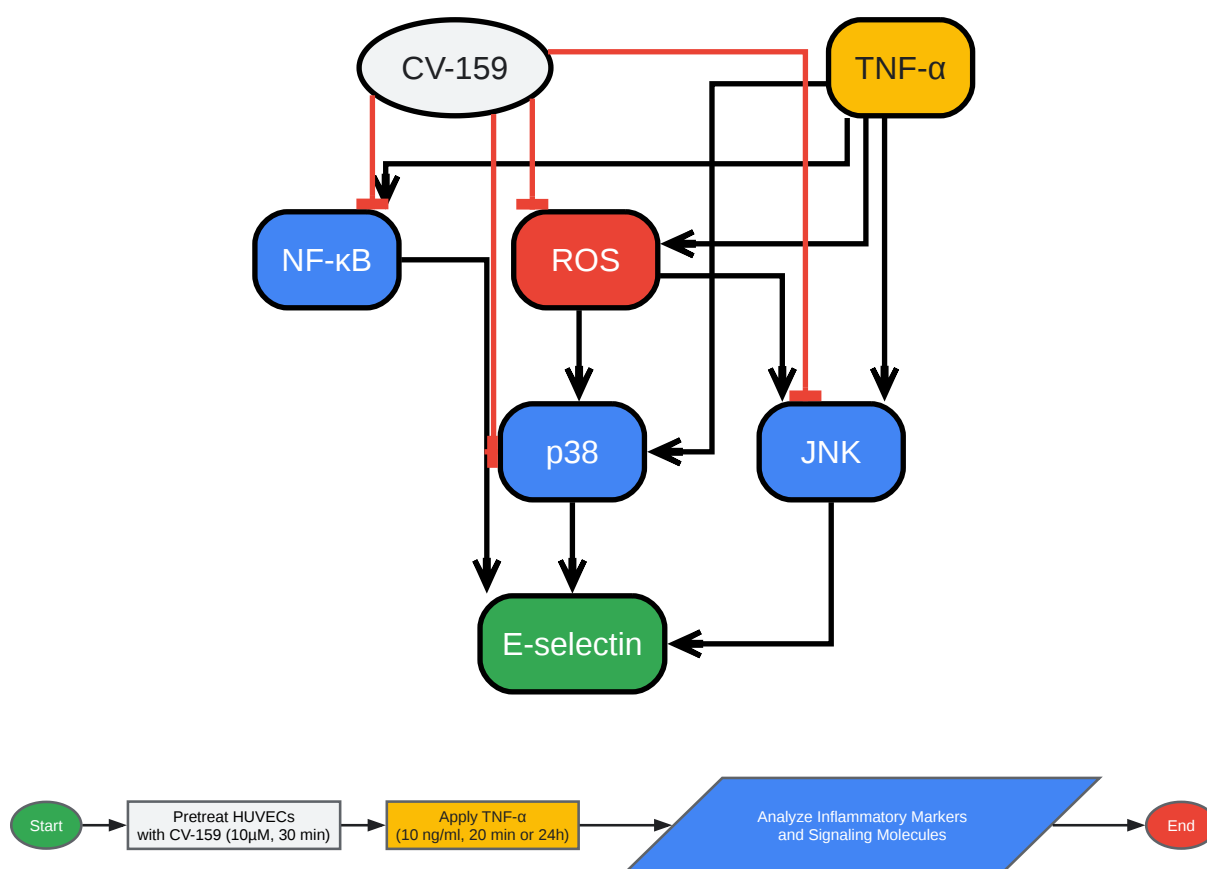 CV-159
TNF-α
NF-κB
ROS
p38
JNK
E-selectin
Start
Pretreat HUVECs
with CV-159 (10μM, 30 min)
Apply TNF-α
(10 ng/ml, 20 min or 24h)
Analyze Inflammatory Markers
and Signaling Molecules
End